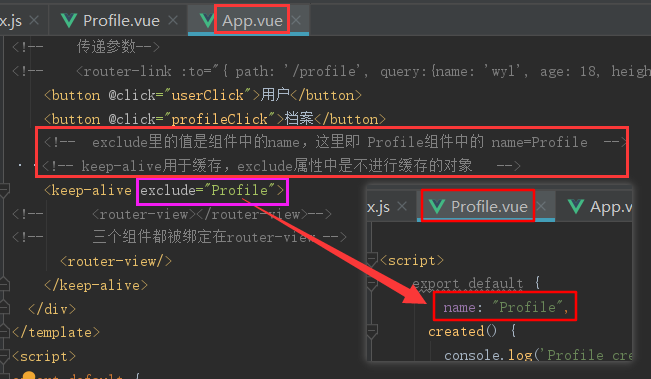 x.js × Profile.vue × App.vue ×
<!-- 传递参数-->
<!-- <router-link :to="{ path: '/profile', query:{name: 'wyl', age: 18, heigh
<button @click="userClick">用户</button>
<button @click="profileClick">档案</button>
<!-- exclude里的值是组件中的name，这里即 Profile组件中的 name=Profile -->
<!-- keep-alive用于缓存，exclude属性中是不进行缓存的对象 -->
<keep-alive exclude="Profile">
<!-- <router-view></router-view>-->
<!-- 三个组件都被绑定在router-view -->
<router-view/>
</keep-alive>
</div>
</template>
<script>
export default {
x.js × Profile.vue × App.v
<script>
export default {
name: "Profile",
created() {
console.log('Profile cre